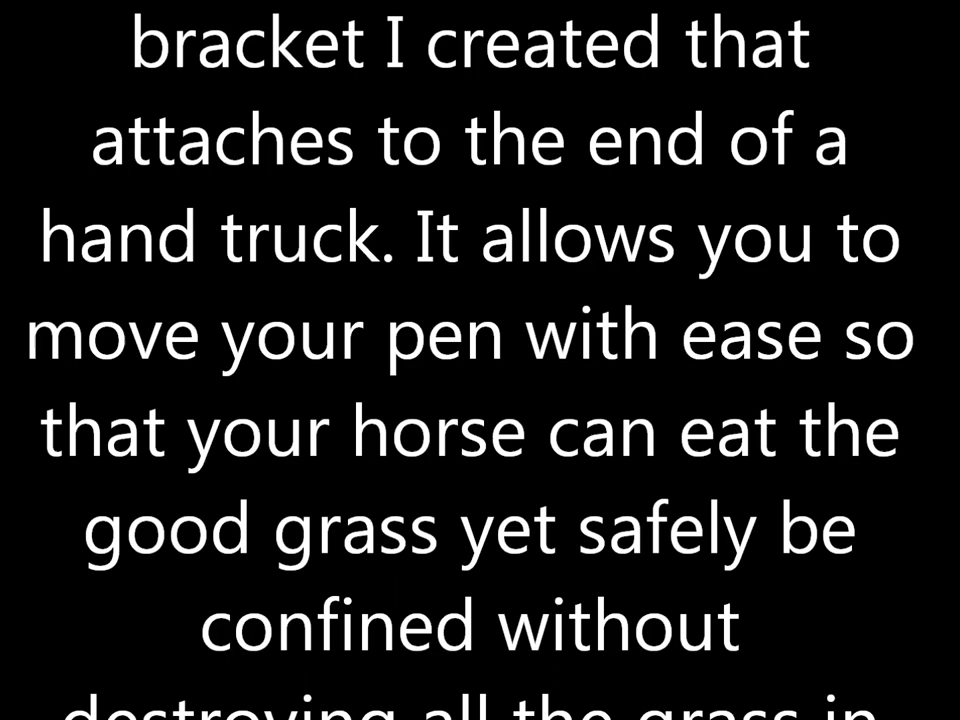 bracket I created that
attaches to the end of a
hand truck. It allows you to
move your pen with ease so
that your horse can eat the
good grass yet safely be
confined without
destroying all the grass in